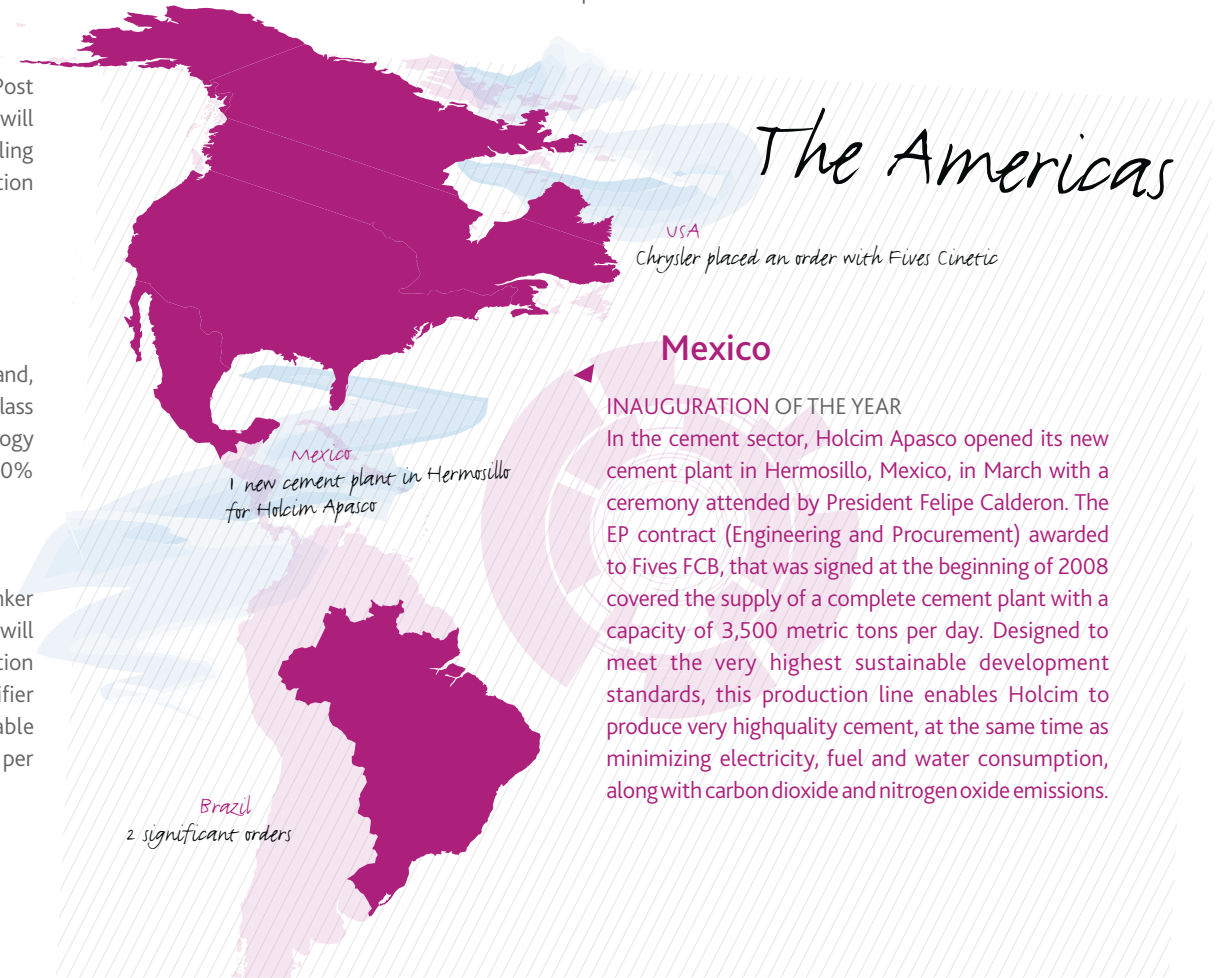 Post
will
ling
tion
and,
lass
ogy
0%
nker
will
tion
ifier
able
per
The Americas
USA
Chrysler placed an order with Fives Cinetic
Mexico
1 new cement plant in Hermosillo
for Holcim Apasco
Brazil
2 significant orders
Mexico
INAUGURATION OF THE YEAR
In the cement sector, Holcim Apasco opened its new
cement plant in Hermosillo, Mexico, in March with a
ceremony attended by President Felipe Calderon. The
EP contract (Engineering and Procurement) awarded
to Fives FCB, that was signed at the beginning of 2008
covered the supply of a complete cement plant with a
capacity of 3,500 metric tons per day. Designed to
meet the very highest sustainable development
standards, this production line enables Holcim to
produce very highquality cement, at the same time as
minimizing electricity, fuel and water consumption,
along with carbon dioxide and nitrogen oxide emissions.